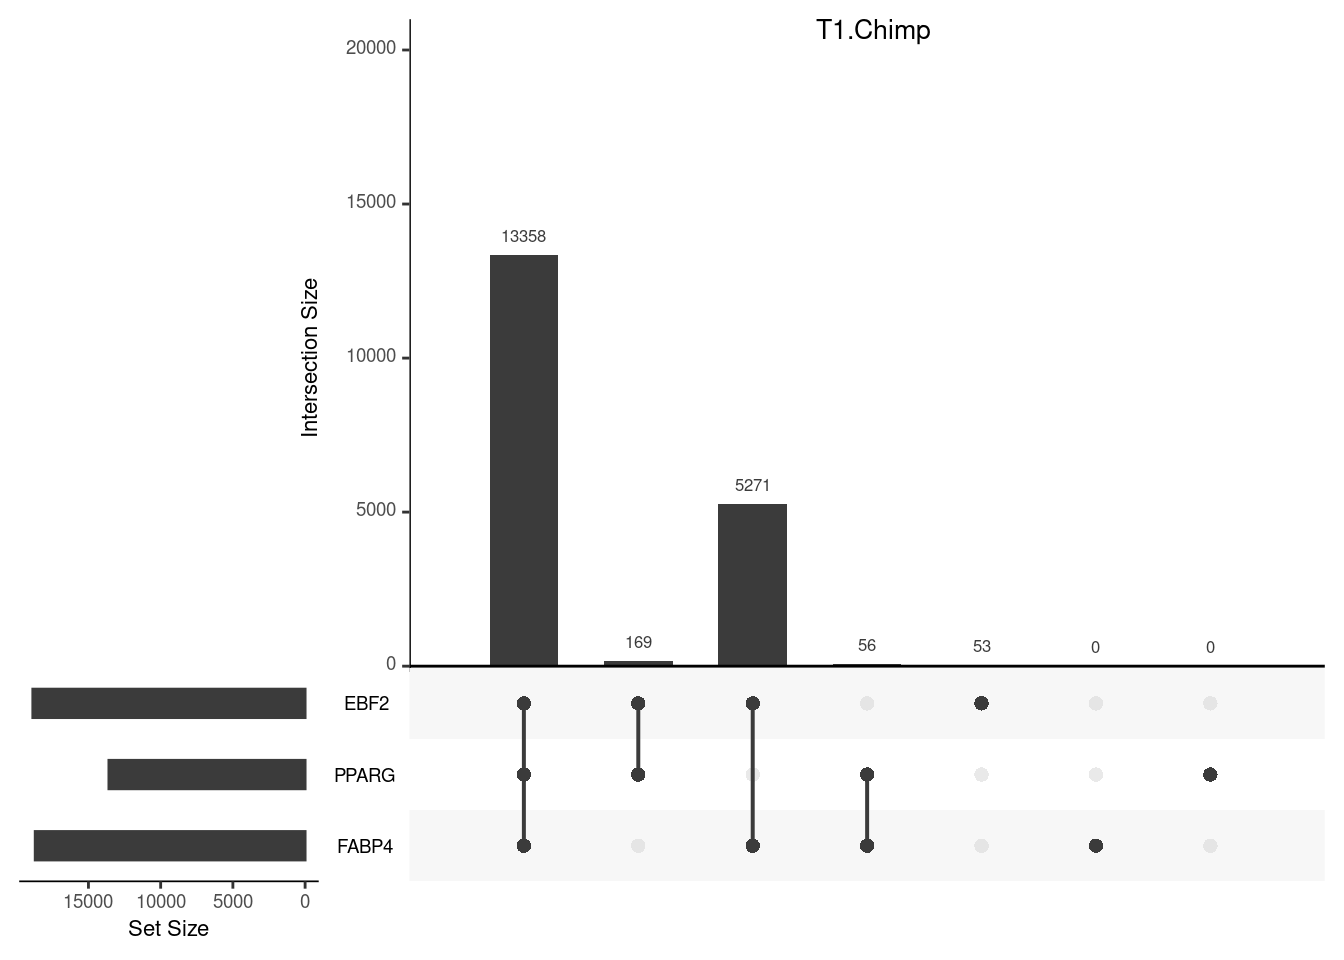 T1.Chimp
20000
15000
10000
5000
0
Intersection Size
13358
169
5271
56
53
0
0
EBF2
PPARG
FABP4
15000 10000 5000 0
Set Size